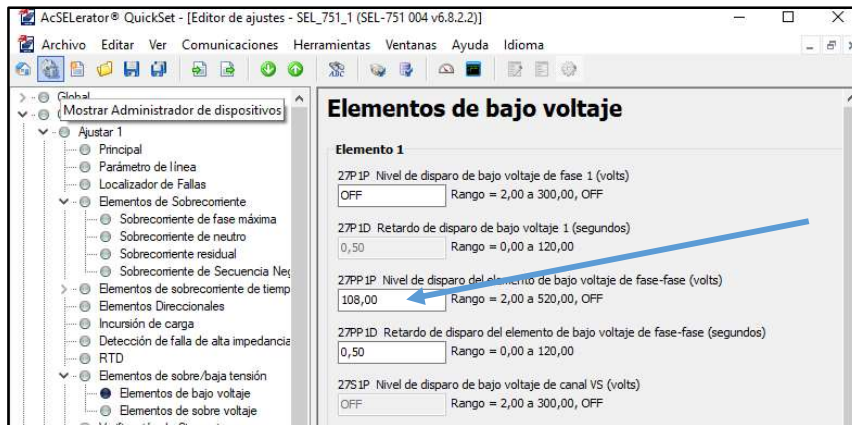 AcSELerator® QuickSet - [Editor de ajustes - SEL_751_1 (SEL-751 004 v6.8.2.2)]
Archivo Editar Ver Comunicaciones Herramientas Ventanas Ayuda Idioma
Global
Mostrar Administrador de dispositivos
Ajustar 1
Principal
Parámetro de línea
Localizador de Fallas
Elementos de Sobrecorriente
Sobrecorriente de fase máxima
Sobrecorriente de neutro
Sobrecorriente residual
Sobrecorriente de Secuencia Neg
Elementos de sobrecorriente de tiemp
Elementos Direccionales
Incursión de carga
Detección de falla de alta impedancia
RTD
Elementos de sobre/baja tensión
Elementos de bajo voltaje
Elementos de sobre voltaje
Elementos de bajo voltaje
Elemento 1
27P1P Nivel de disparo de bajo voltaje de fase 1 (volts)
OFF Rango = 2,00 a 300,00, OFF
27P1D Retardo de disparo de bajo voltaje 1 (segundos)
0,50 Rango = 0,00 a 120,00
27PP1P Nivel de disparo del elemento de bajo voltaje de fase-fase (volts)
108,00 Rango = 2,00 a 520,00, OFF
27PP1D Retardo de disparo del elemento de bajo voltaje de fase-fase (segundos)
0,50 Rango = 0,00 a 120,00
27S1P Nivel de disparo de bajo voltaje de canal VS (volts)
OFF Rango = 2,00 a 300,00, OFF